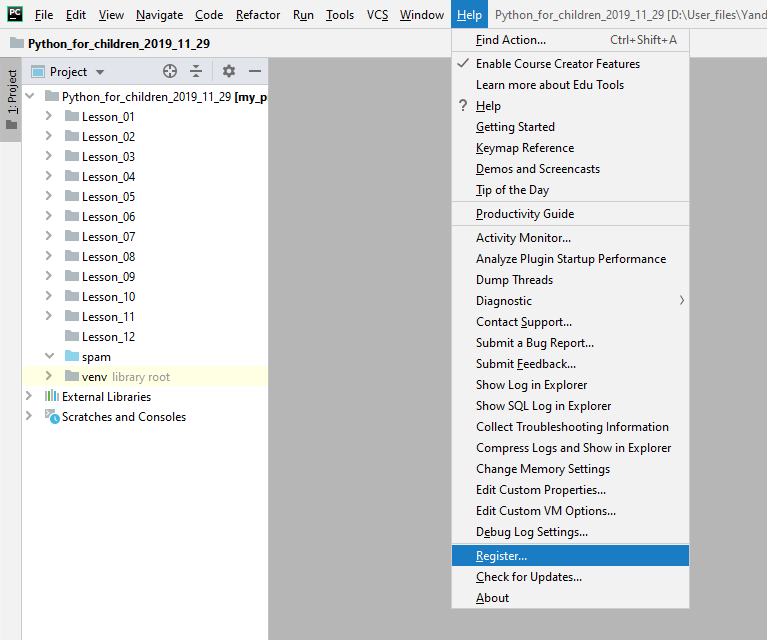 PC File Edit View Navigate Code Refactor Run Tools VCS Window Help Python_for_children_2019_11_29 [D:\User_files\Yand
Python_for_children_2019_11_29
1: Project
Project
Python_for_children_2019_11_29 [my_p
Lesson_01
Lesson_02
Lesson_03
Lesson_04
Lesson_05
Lesson_06
Lesson_07
Lesson_08
Lesson_09
Lesson_10
Lesson_11
Lesson_12
spam
venv library root
External Libraries
Scratches and Consoles
Find Action... Ctrl+Shift+A
Enable Course Creator Features
Learn more about Edu Tools
? Help
Getting Started
Keymap Reference
Demos and Screencasts
Tip of the Day
Productivity Guide
Activity Monitor...
Analyze Plugin Startup Performance
Dump Threads
Diagnostic
Contact Support...
Submit a Bug Report...
Submit Feedback...
Show Log in Explorer
Show SQL Log in Explorer
Collect Troubleshooting Information
Compress Logs and Show in Explorer
Change Memory Settings
Edit Custom Properties...
Edit Custom VM Options...
Debug Log Settings...
Register...
Check for Updates...
About